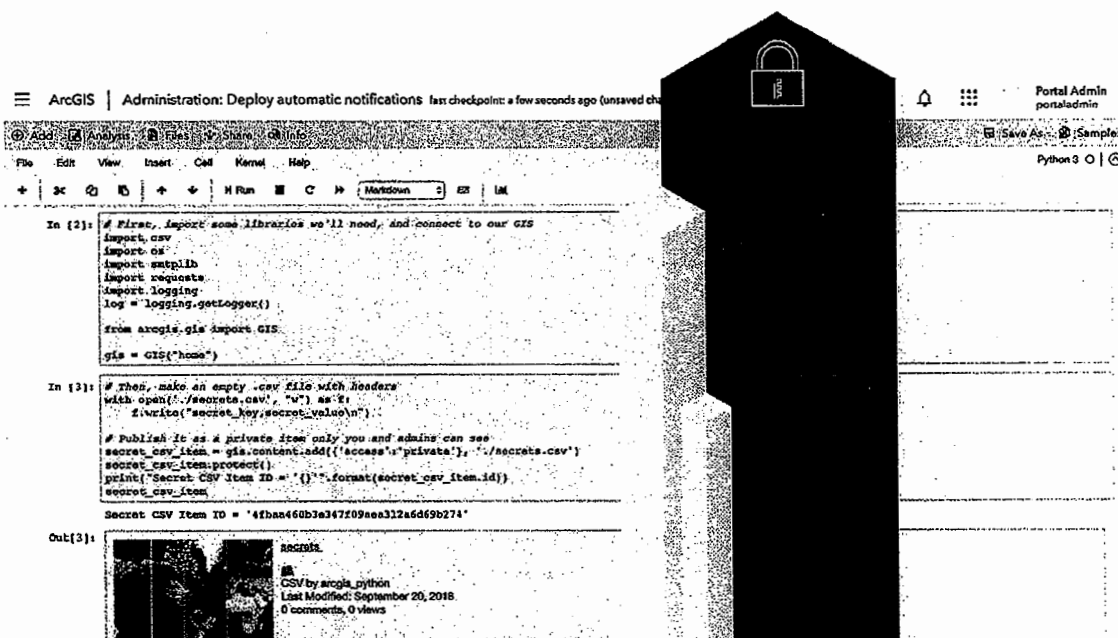 ArcGIS | Administration: Deploy automatic notifications last checkpoint: a few seconds ago (unsaved cha
Portal Admin
portaladmin
Add Analysis Files Share Info Save As Sample
File Edit View Insert Cell Kernel Help Python 3
Run Markdown
In [2]: # First, import some libraries we'll need, and connect to our GIS
import csv
import os
import smtplib
import requests
import logging
log = logging.getLogger()
from arcgis.gis import GIS
gis = GIS("home")
In [3]: # Then, make an empty .csv file with headers
with open('./secrets.csv', "w") as f:
f.write("secret_key,secret_value\n")
# Publish it as a private item only you and admins can see
secret_csv_item = gis.content.add({'access':'private'}, './secrets.csv')
secret_csv_item.protect()
print("Secret CSV Item ID = '{}'".format(secret_csv_item.id))
secret_csv_item
Secret CSV Item ID = '4fbaa460b3e347f09aea312a6d69b274'
Out[3]:
secrets
CSV by arcgis_python
Last Modified: September 20, 2018
0 comments, 0 views